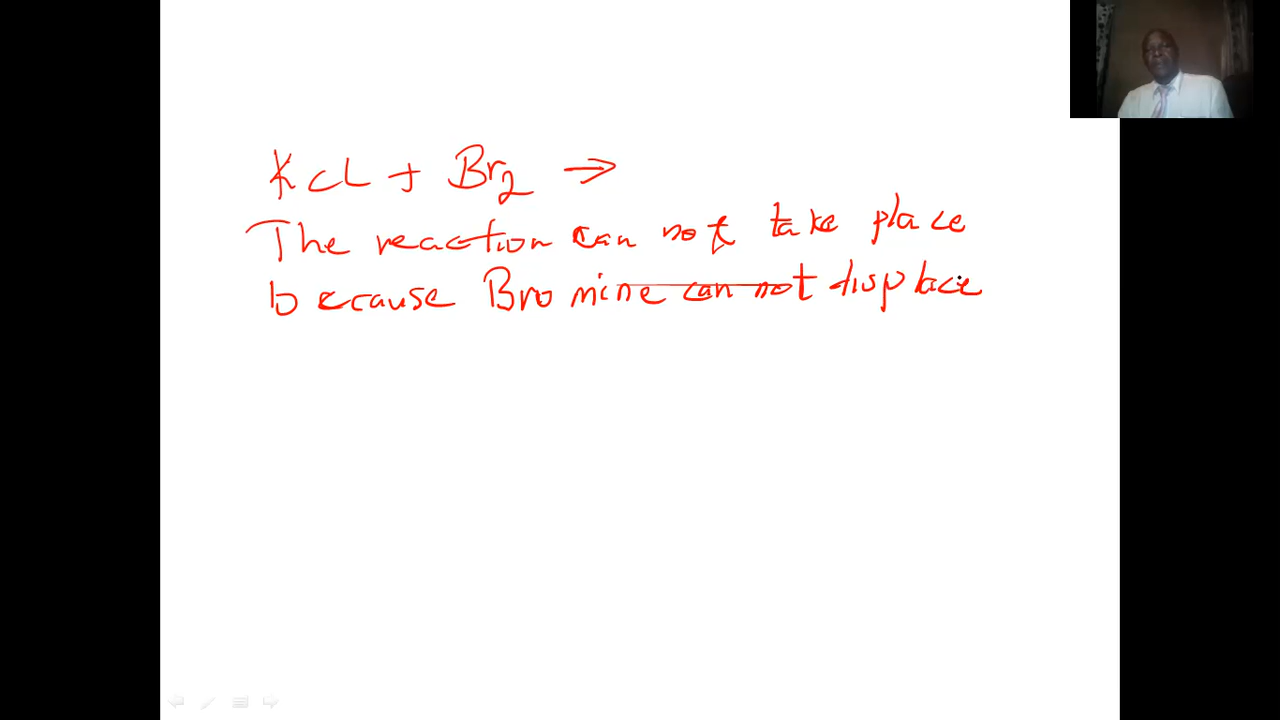 KCL + Br2 →
The reaction can not take place
because Bromine can not displace